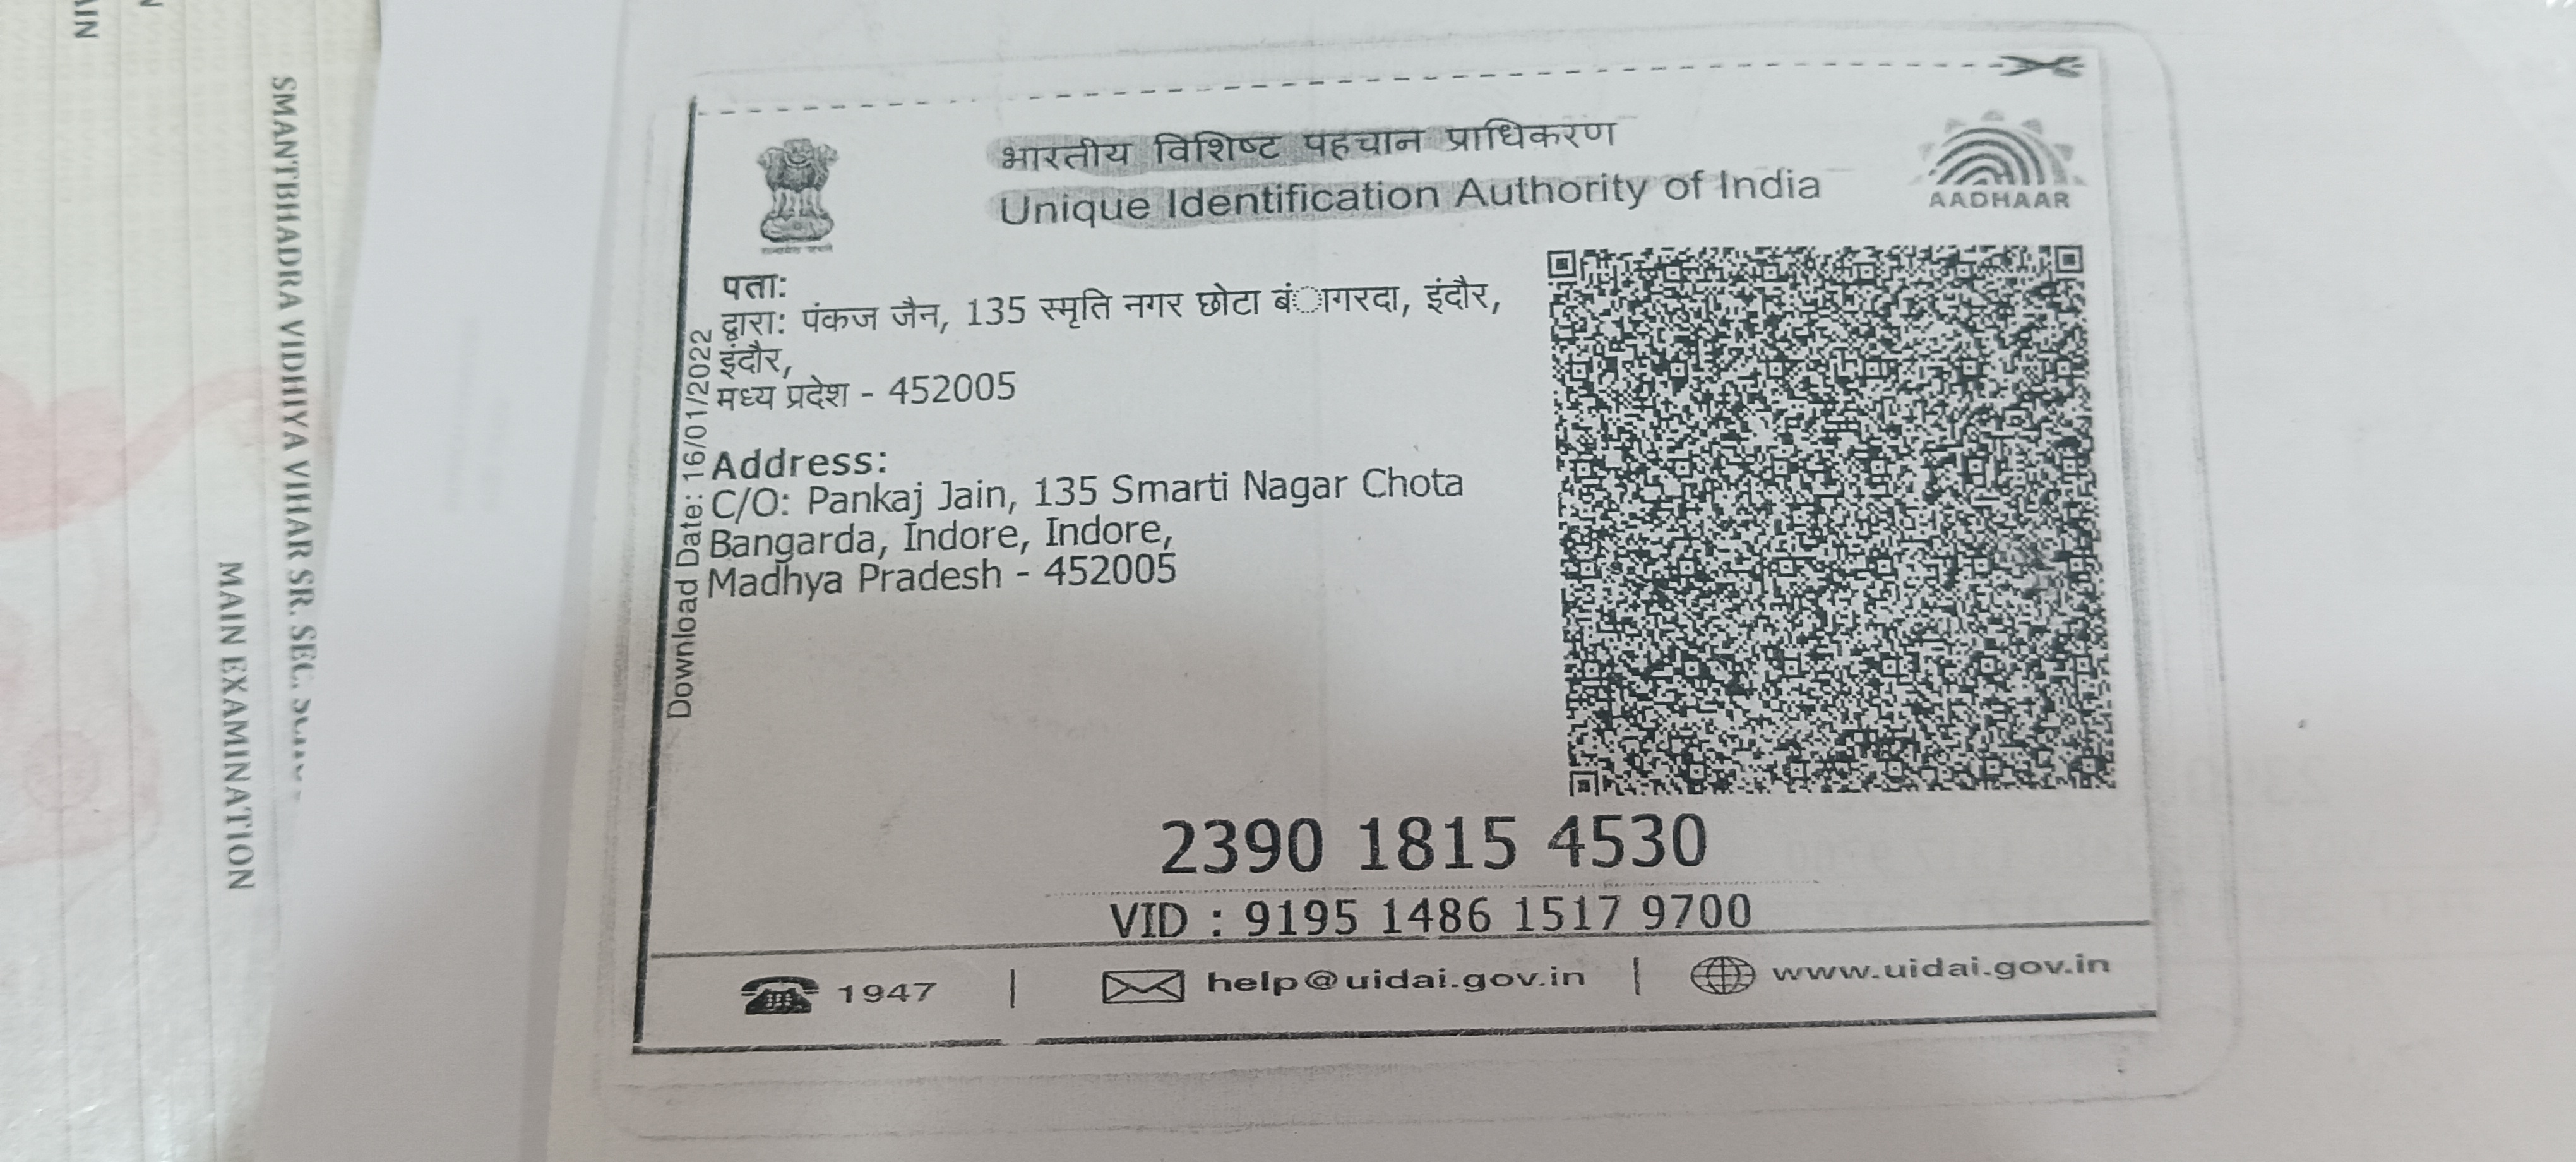 AIN
N
SMANTBHADRA VIDHYA VIHAR SR. SEC.
MAIN EXAMINATION
भारतीय विशिष्ट पहचान प्राधिकरण
Unique Identification Authority of India
AADHAAR
पता:
द्वारा: पंकज जैन, 135 स्मृति नगर छोटा बंागरदा, इंदौर,
इंदौर,
मध्य प्रदेश - 452005
Address:
C/O: Pankaj Jain, 135 Smarti Nagar Chota
Bangarda, Indore, Indore,
Madhya Pradesh - 452005
Download Date: 16/01/2022
2390 1815 4530
VID : 9195 1486 1517 9700
1947 | help@uidai.gov.in | www.uidai.gov.in